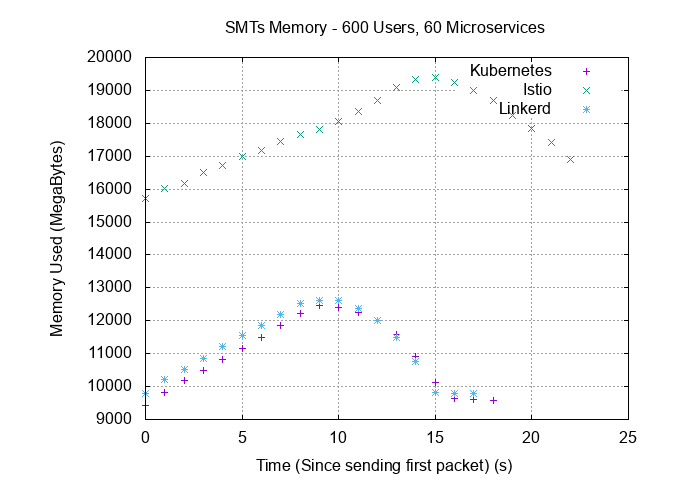 SMTs Memory - 600 Users, 60 Microservices
20000
19000
18000
17000
16000
15000
14000
13000
12000
11000
10000
9000
Memory Used (MegaBytes)
Kubernetes
Istio
Linkerd
0 5 10 15 20 25
Time (Since sending first packet) (s)